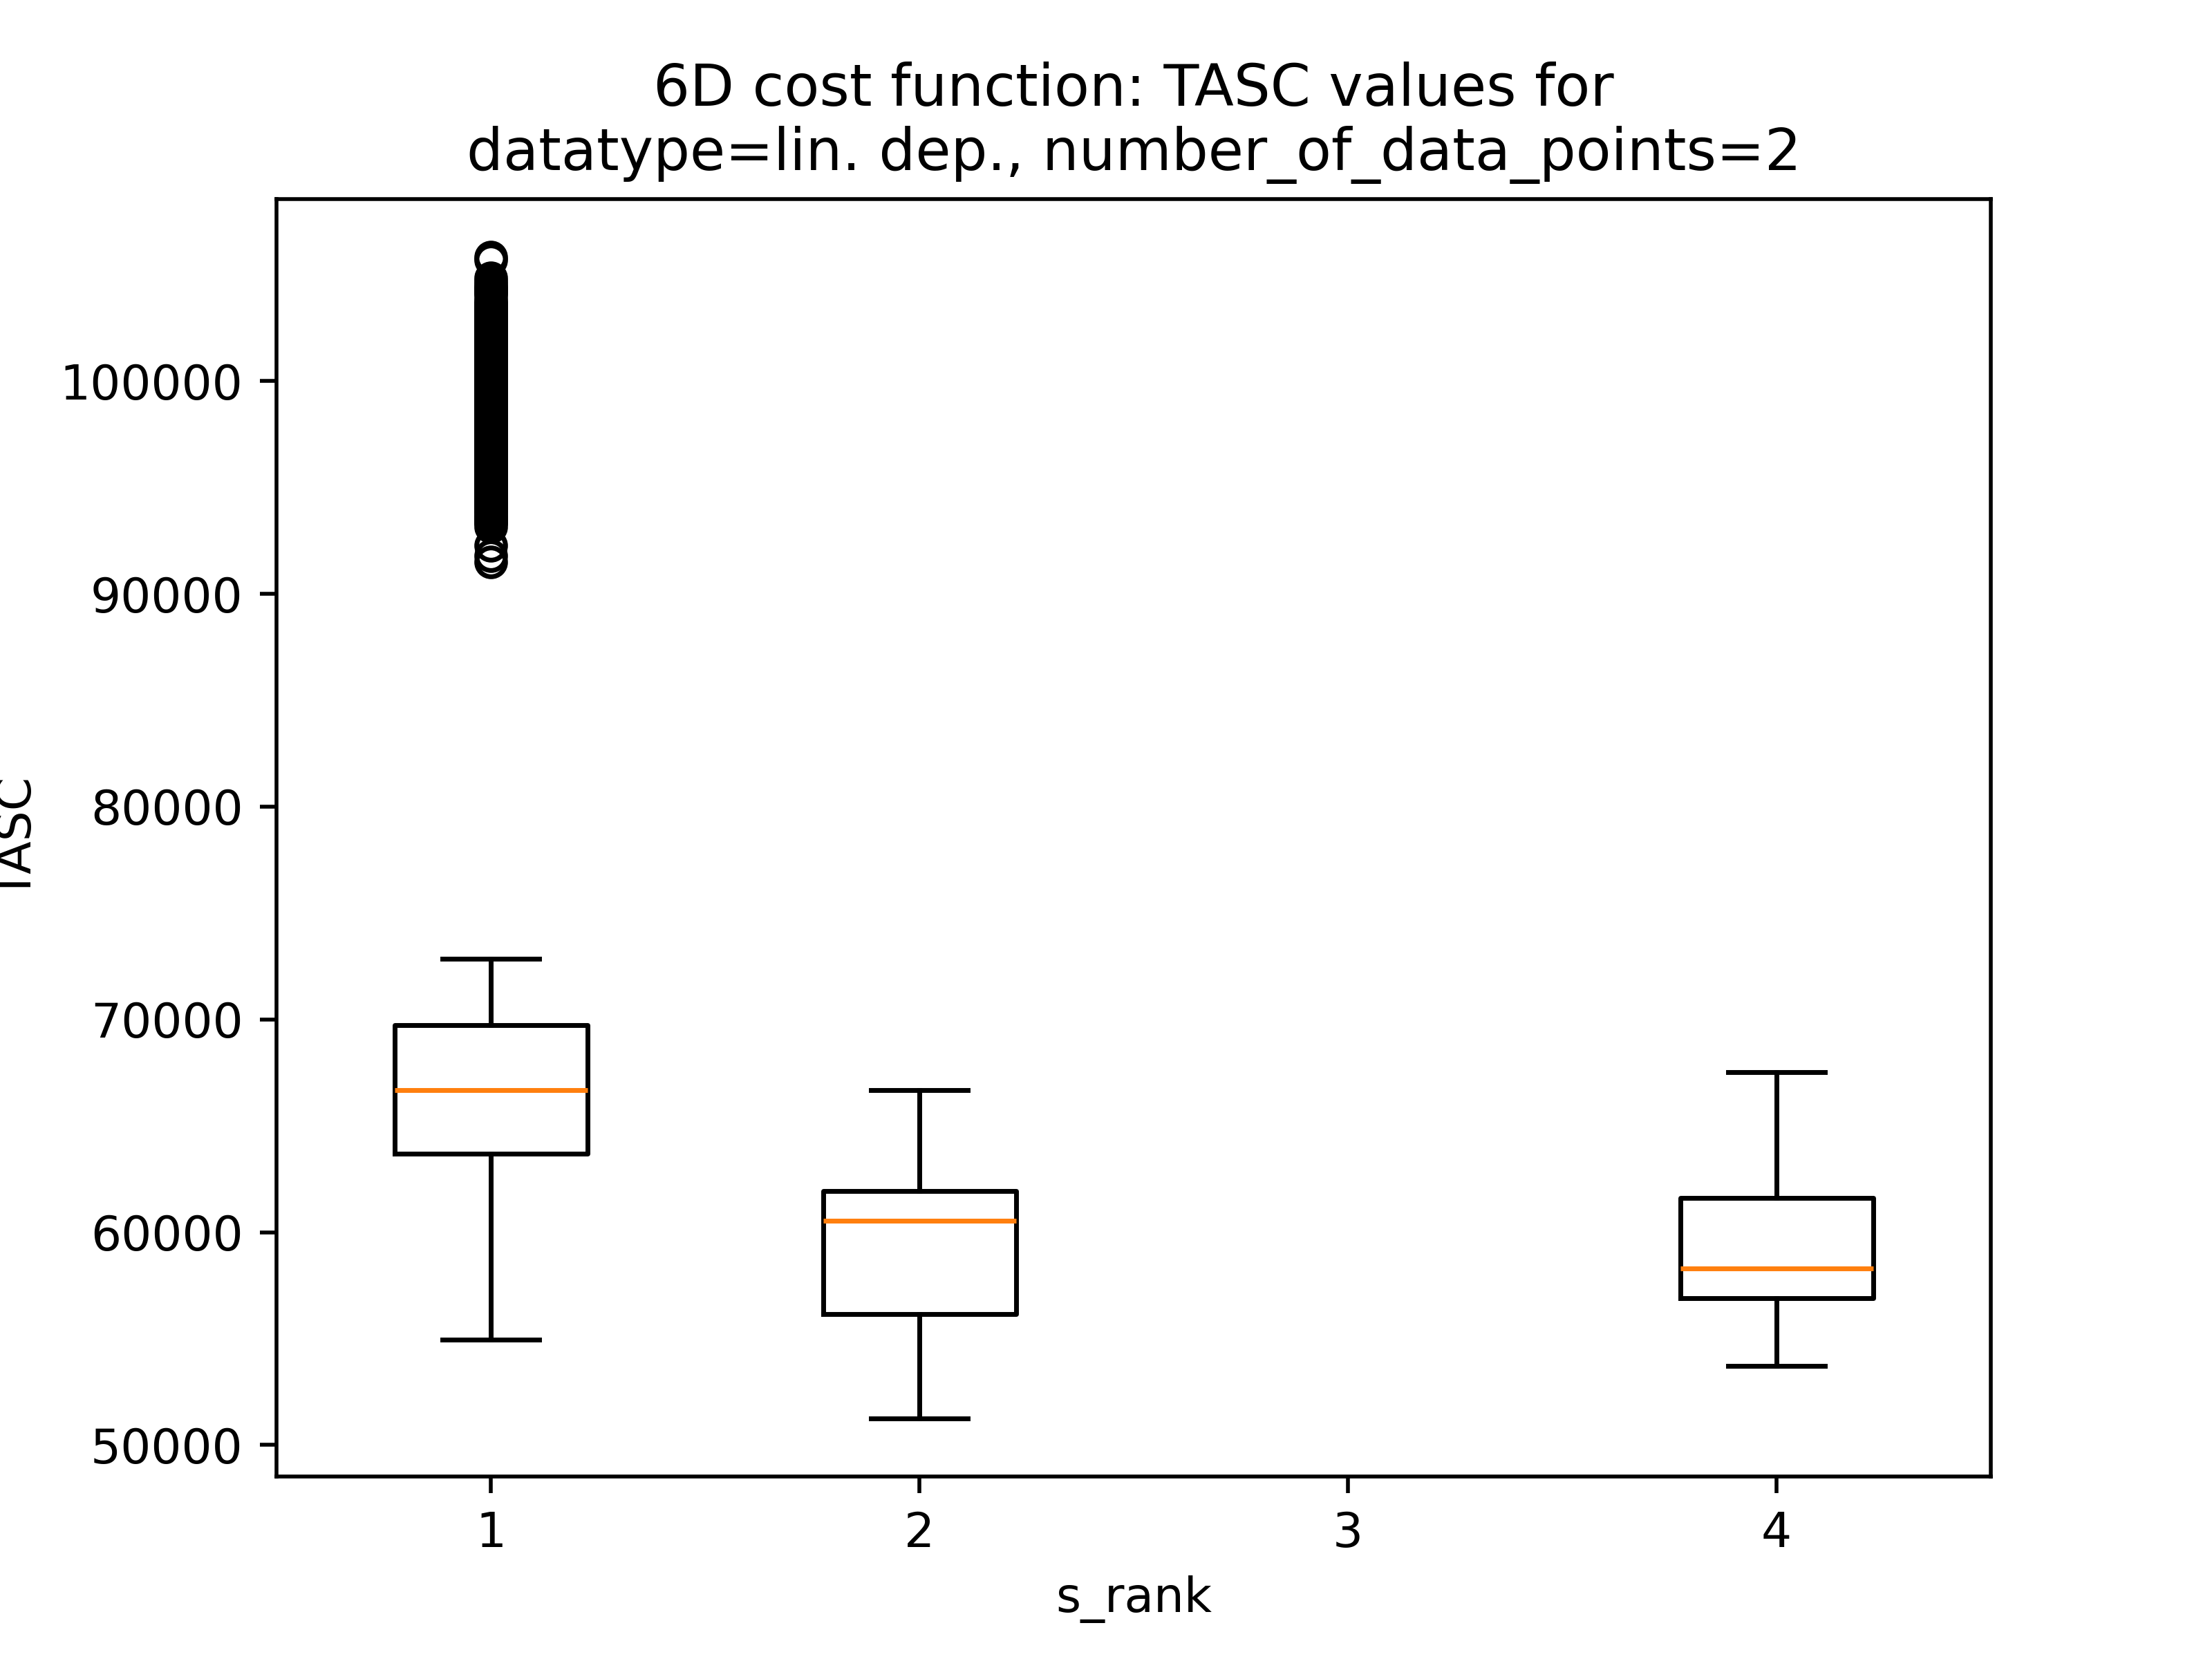 6D cost function: TASC values for
datatype=lin. dep., number_of_data_points=2
100000
90000
80000
70000
60000
50000
TASC
1
2
3
4
s_rank